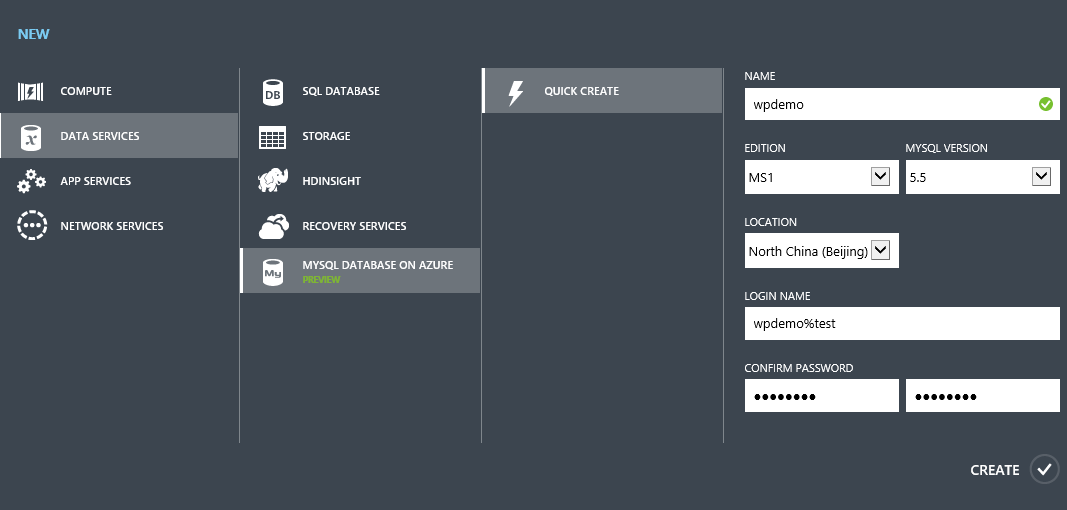 NEW
COMPUTE
DATA SERVICES
APP SERVICES
NETWORK SERVICES
DB
SQL DATABASE
STORAGE
HDINSIGHT
RECOVERY SERVICES
My
MYSQL DATABASE ON AZURE
PREVIEW
QUICK CREATE
NAME
wpdemo
EDITION MYSQL VERSION
MS1 5.5
LOCATION
North China (Beijing)
LOGIN NAME
wpdemo%test
CONFIRM PASSWORD
●●●●●●●● ●●●●●●●●
CREATE